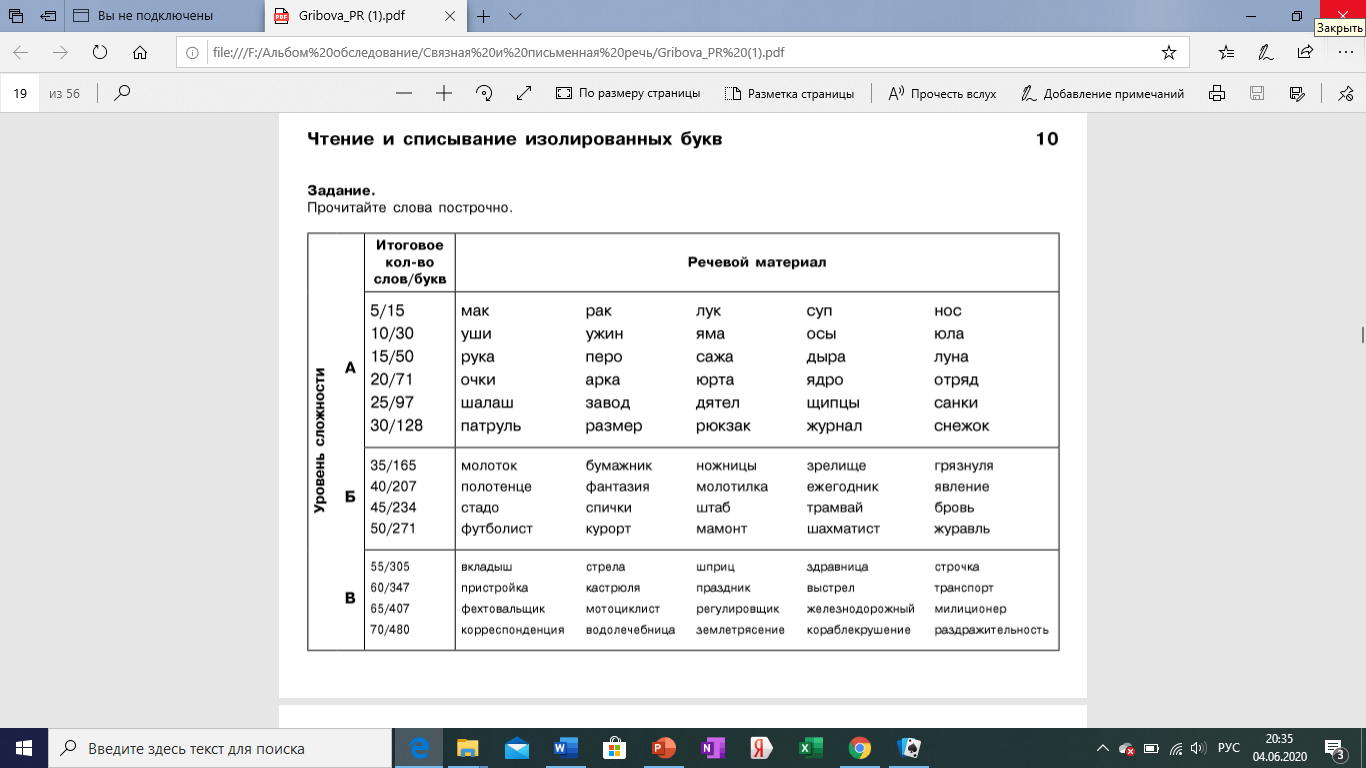 Вы не подключены
Gribova_PR (1).pdf
Закрыть
file:///F:/Альбом%20обследование/Связная%20и%20письменная%20речь/Gribova_PR%20(1).pdf
19 из 56 По размеру страницы Разметка страницы Прочесть вслух Добавление примечаний
Чтение и списывание изолированных букв 10
Задание.
Прочитайте слова построчно.
Уровень сложности
Итоговое кол-во слов/букв Речевой материал
А
5/15 мак рак лук суп нос
10/30 уши ужин яма осы юла
15/50 рука перо сажа дыра луна
20/71 очки арка юрта ядро отряд
25/97 шалаш завод дятел щипцы санки
30/128 патруль размер рюкзак журнал снежок
Б
35/165 молоток бумажник ножницы зрелище грязнуля
40/207 полотенце фантазия молотилка ежегодник явление
45/234 стадо спички штаб трамвай бровь
50/271 футболист курорт мамонт шахматист журавль
В
55/305 вкладыш стрела шприц здравница строчка
60/347 пристройка кастрюля праздник выстрел транспорт
65/407 фехтовальщик мотоциклист регулировщик железнодорожный милиционер
70/480 корреспонденция водолечебница землетрясение кораблекрушение раздражительность
Введите здесь текст для поиска
РУС
20:35
04.06.2020
3